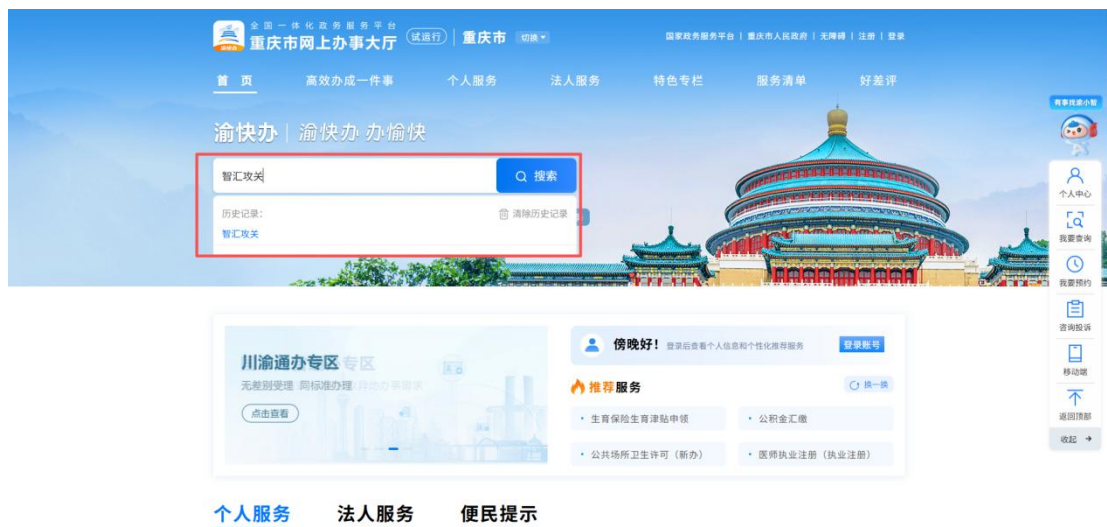 全国一体化政务服务平台
重庆市网上办事大厅 试运行 重庆市 切换
国家政务服务平台 | 重庆市人民政府 | 无障碍 | 注册 | 登录
首 页 高效办成一件事 个人服务 法人服务 特色专栏 服务清单 好差评
渝快办 | 渝快办 办愉快
智汇攻关 搜索
历史记录: 清除历史记录
智汇攻关
有事找渝小智
个人中心
我要查询
我要预约
咨询投诉
移动端
返回顶部
收起
川渝通办专区
无差别受理 同标准办理
点击查看
傍晚好! 登录后查看个人信息和个性化推荐服务 登录账号
推荐服务 换一换
生育保险生育津贴申领 公积金汇缴
公共场所卫生许可(新办) 医师执业注册(执业注册)
个人服务 法人服务 便民提示